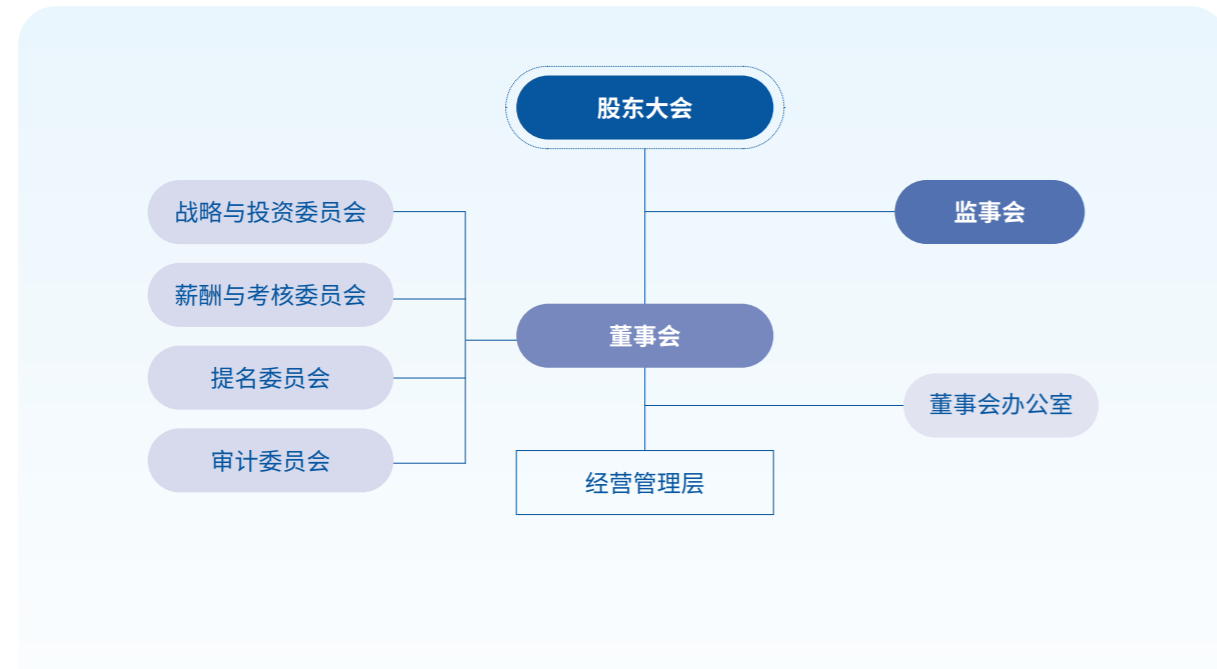 股东大会
战略与投资委员会
监事会
薪酬与考核委员会
董事会
提名委员会
董事会办公室
审计委员会
经营管理层